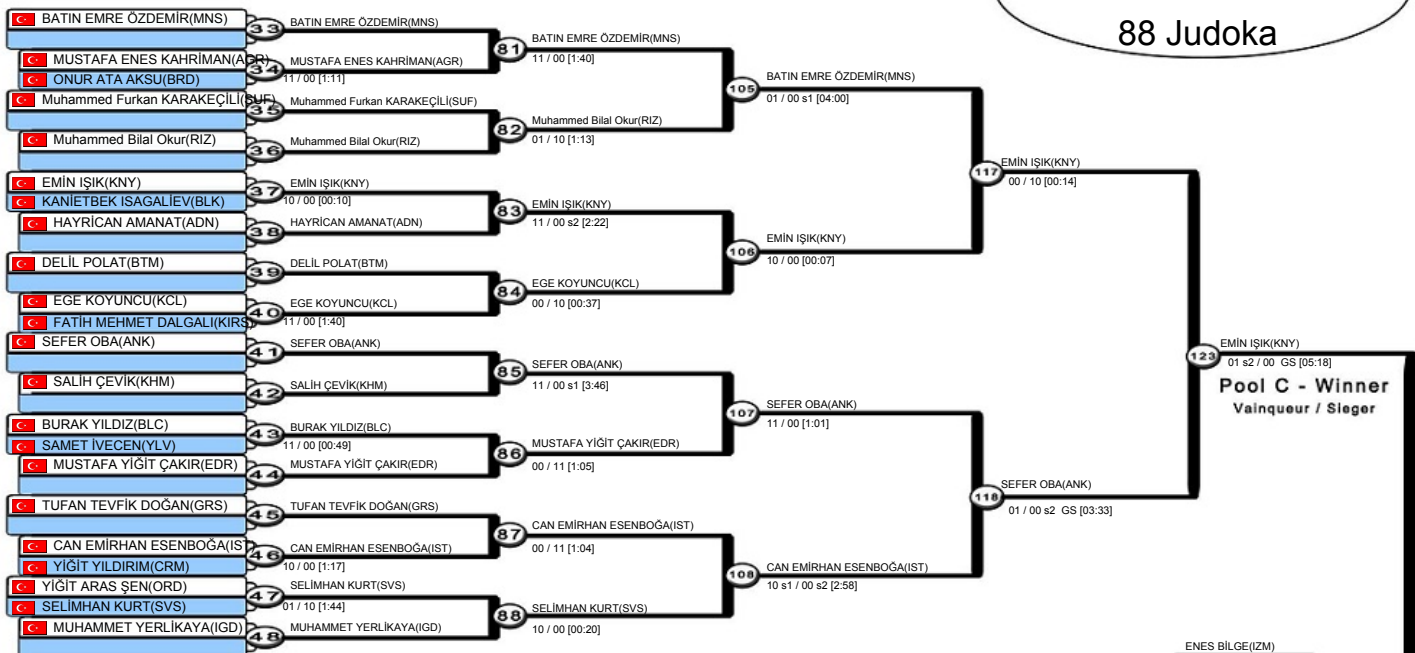 88 Judoka
BATIN EMRE ÖZDEMİR(MNS)
33
BATIN EMRE ÖZDEMİR(MNS)
81
BATIN EMRE ÖZDEMİR(MNS)
11 / 00 [1:40]
MUSTAFA ENES KAHRİMAN(AGR)
ONUR ATA AKSU(BRD)
34
MUSTAFA ENES KAHRİMAN(AGR)
11 / 00 [1:11]
105
BATIN EMRE ÖZDEMİR(MNS)
01 / 00 s1 [04:00]
Muhammed Furkan KARAKEÇİLİ(SUF)
35
Muhammed Furkan KARAKEÇİLİ(SUF)
82
Muhammed Bilal Okur(RIZ)
01 / 10 [1:13]
Muhammed Bilal Okur(RIZ)
36
Muhammed Bilal Okur(RIZ)
117
EMİN IŞIK(KNY)
00 / 10 [00:14]
EMİN IŞIK(KNY)
KANİETBEK ISAGALİEV(BLK)
37
EMİN IŞIK(KNY)
10 / 00 [00:10]
83
EMİN IŞIK(KNY)
11 / 00 s2 [2:22]
HAYRİCAN AMANAT(ADN)
38
HAYRİCAN AMANAT(ADN)
106
EMİN IŞIK(KNY)
10 / 00 [00:07]
DELİL POLAT(BTM)
39
DELİL POLAT(BTM)
84
EGE KOYUNCU(KCL)
00 / 10 [00:37]
EGE KOYUNCU(KCL)
FATİH MEHMET DALGALI(KIRS)
40
EGE KOYUNCU(KCL)
11 / 00 [1:40]
123
EMİN IŞIK(KNY)
01 s2 / 00 GS [05:18]
Pool C - Winner
Vainqueur / Sieger
SEFER OBA(ANK)
41
SEFER OBA(ANK)
85
SEFER OBA(ANK)
11 / 00 s1 [3:46]
SALİH ÇEVİK(KHM)
42
SALİH ÇEVİK(KHM)
107
SEFER OBA(ANK)
11 / 00 [1:01]
BURAK YILDIZ(BLC)
SAMET İVECEN(YLV)
43
BURAK YILDIZ(BLC)
11 / 00 [00:49]
86
MUSTAFA YİĞİT ÇAKIR(EDR)
00 / 11 [1:05]
MUSTAFA YİĞİT ÇAKIR(EDR)
44
MUSTAFA YİĞİT ÇAKIR(EDR)
118
SEFER OBA(ANK)
01 / 00 s2 GS [03:33]
TUFAN TEVFİK DOĞAN(GRS)
45
TUFAN TEVFİK DOĞAN(GRS)
87
CAN EMİRHAN ESENBOĞA(IST)
00 / 11 [1:04]
CAN EMİRHAN ESENBOĞA(IST)
YİĞİT YILDIRIM(CRM)
46
CAN EMİRHAN ESENBOĞA(IST)
10 / 00 [1:17]
108
CAN EMİRHAN ESENBOĞA(IST)
10 s1 / 00 s2 [2:58]
YİĞİT ARAS ŞEN(ORD)
SELİMHAN KURT(SVS)
47
SELİMHAN KURT(SVS)
01 / 10 [1:44]
88
SELİMHAN KURT(SVS)
10 / 00 [00:20]
MUHAMMET YERLİKAYA(IGD)
48
MUHAMMET YERLİKAYA(IGD)
ENES BİLGE(IZM)